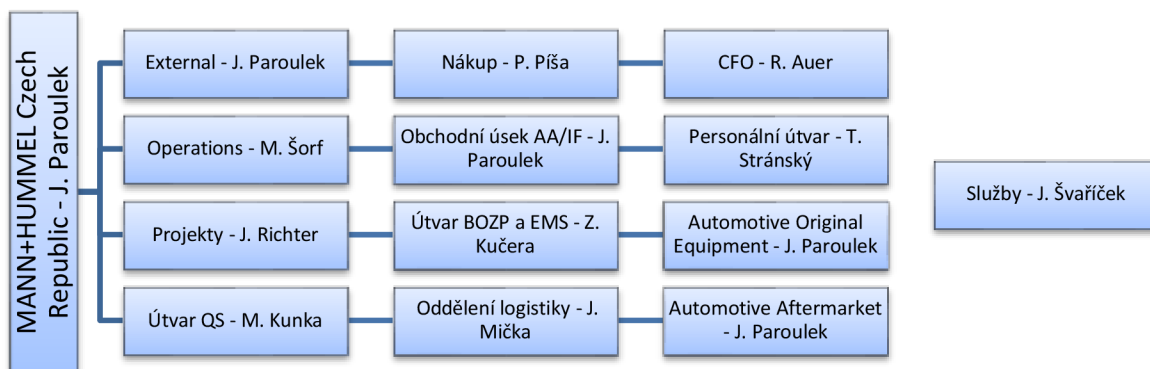 MANN+HUMMEL Czech
Republic - J. Paroulek
External - J. Paroulek
Nákup - P. Píša
CFO - R. Auer
Operations - M. Šorf
Obchodní úsek AA/IF - J.
Paroulek
Personální útvar - T.
Stránský
Projekty - J. Richter
Útvar BOZP a EMS - Z.
Kučera
Automotive Original
Equipment - J. Paroulek
Útvar QS - M. Kunka
Oddělení logistiky - J.
Mička
Automotive Aftermarket
- J. Paroulek
Služby - J. Švaříček